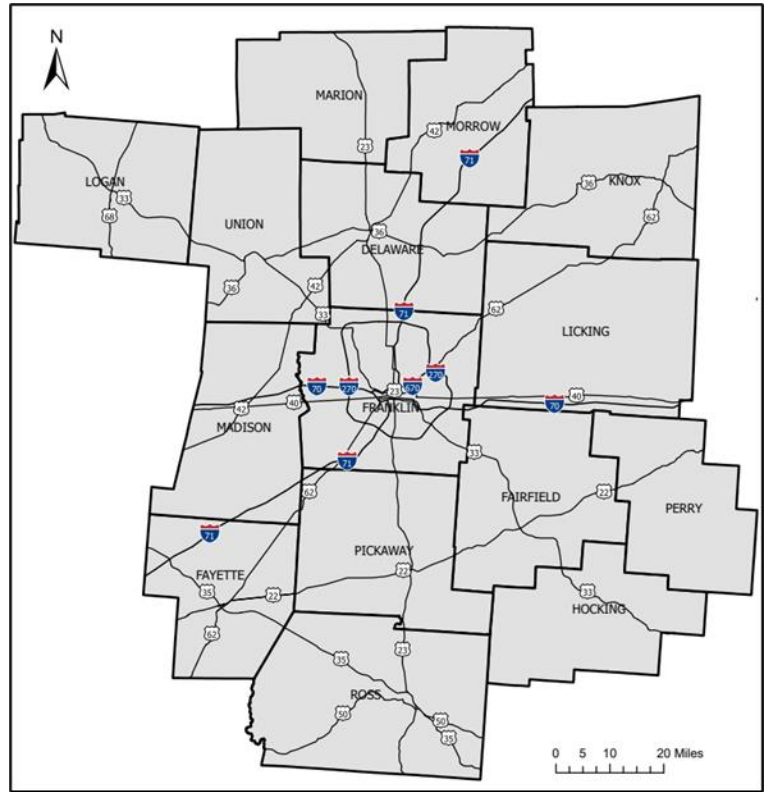 N
MARION
42
MORROW
23
71
LOGAN
36
KNOX
33
68
62
UNION
36
DELAWARE
36
42
33
71
62
LICKING
70
270
23
670
270
40
70
42
40
FRANKLIN
MADISON
33
71
62
22
FAIRFIELD
PERRY
71
PICKAWAY
FAYETTE
22
35
22
33
HOCKING
62
23
35
ROSS
50
50
35
0 5 10 20 Miles